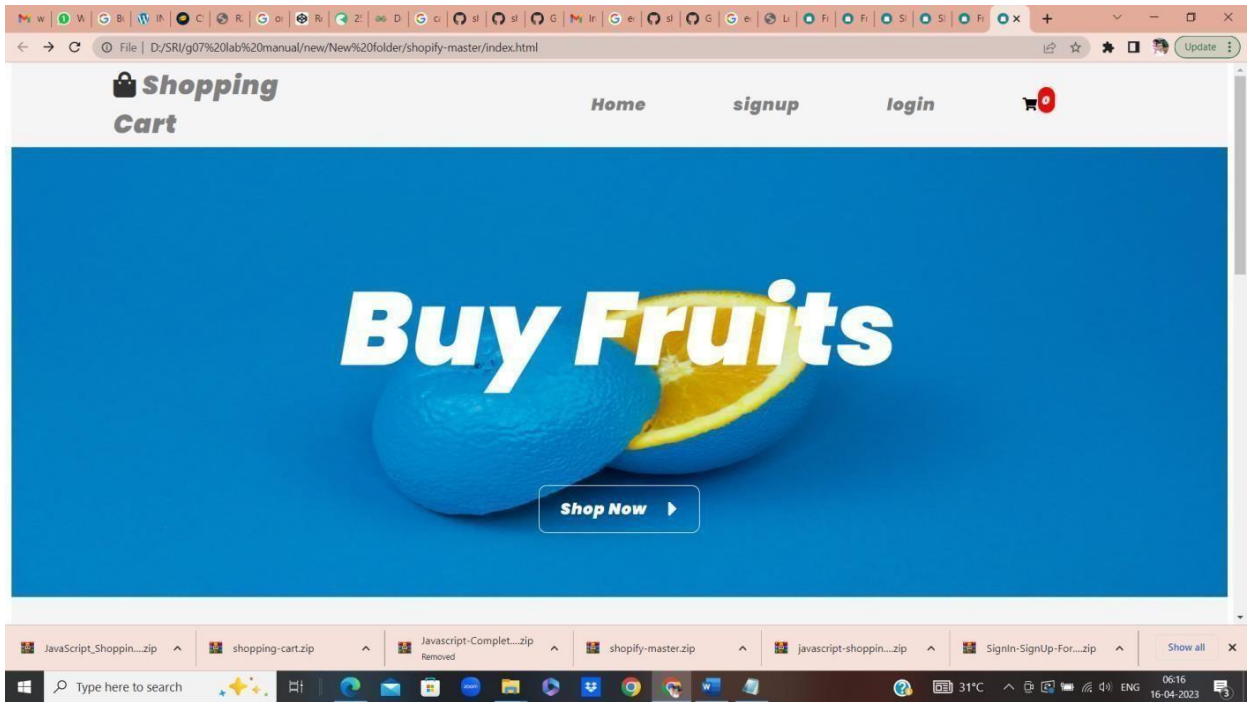 File | D:/SRI/g07%20lab%20manual/new/New%20folder/shopify-master/index.html
Update
Shopping
Cart
Home signup login 0
Buy Fruits
Shop Now
JavaScript_Shoppin....zip shopping-cart.zip Javascript-Complet....zip shopify-master.zip javascript-shoppin....zip SignIn-SignUp-For....zip Show all
Removed
Type here to search 31°C ENG 06:16
16-04-2023